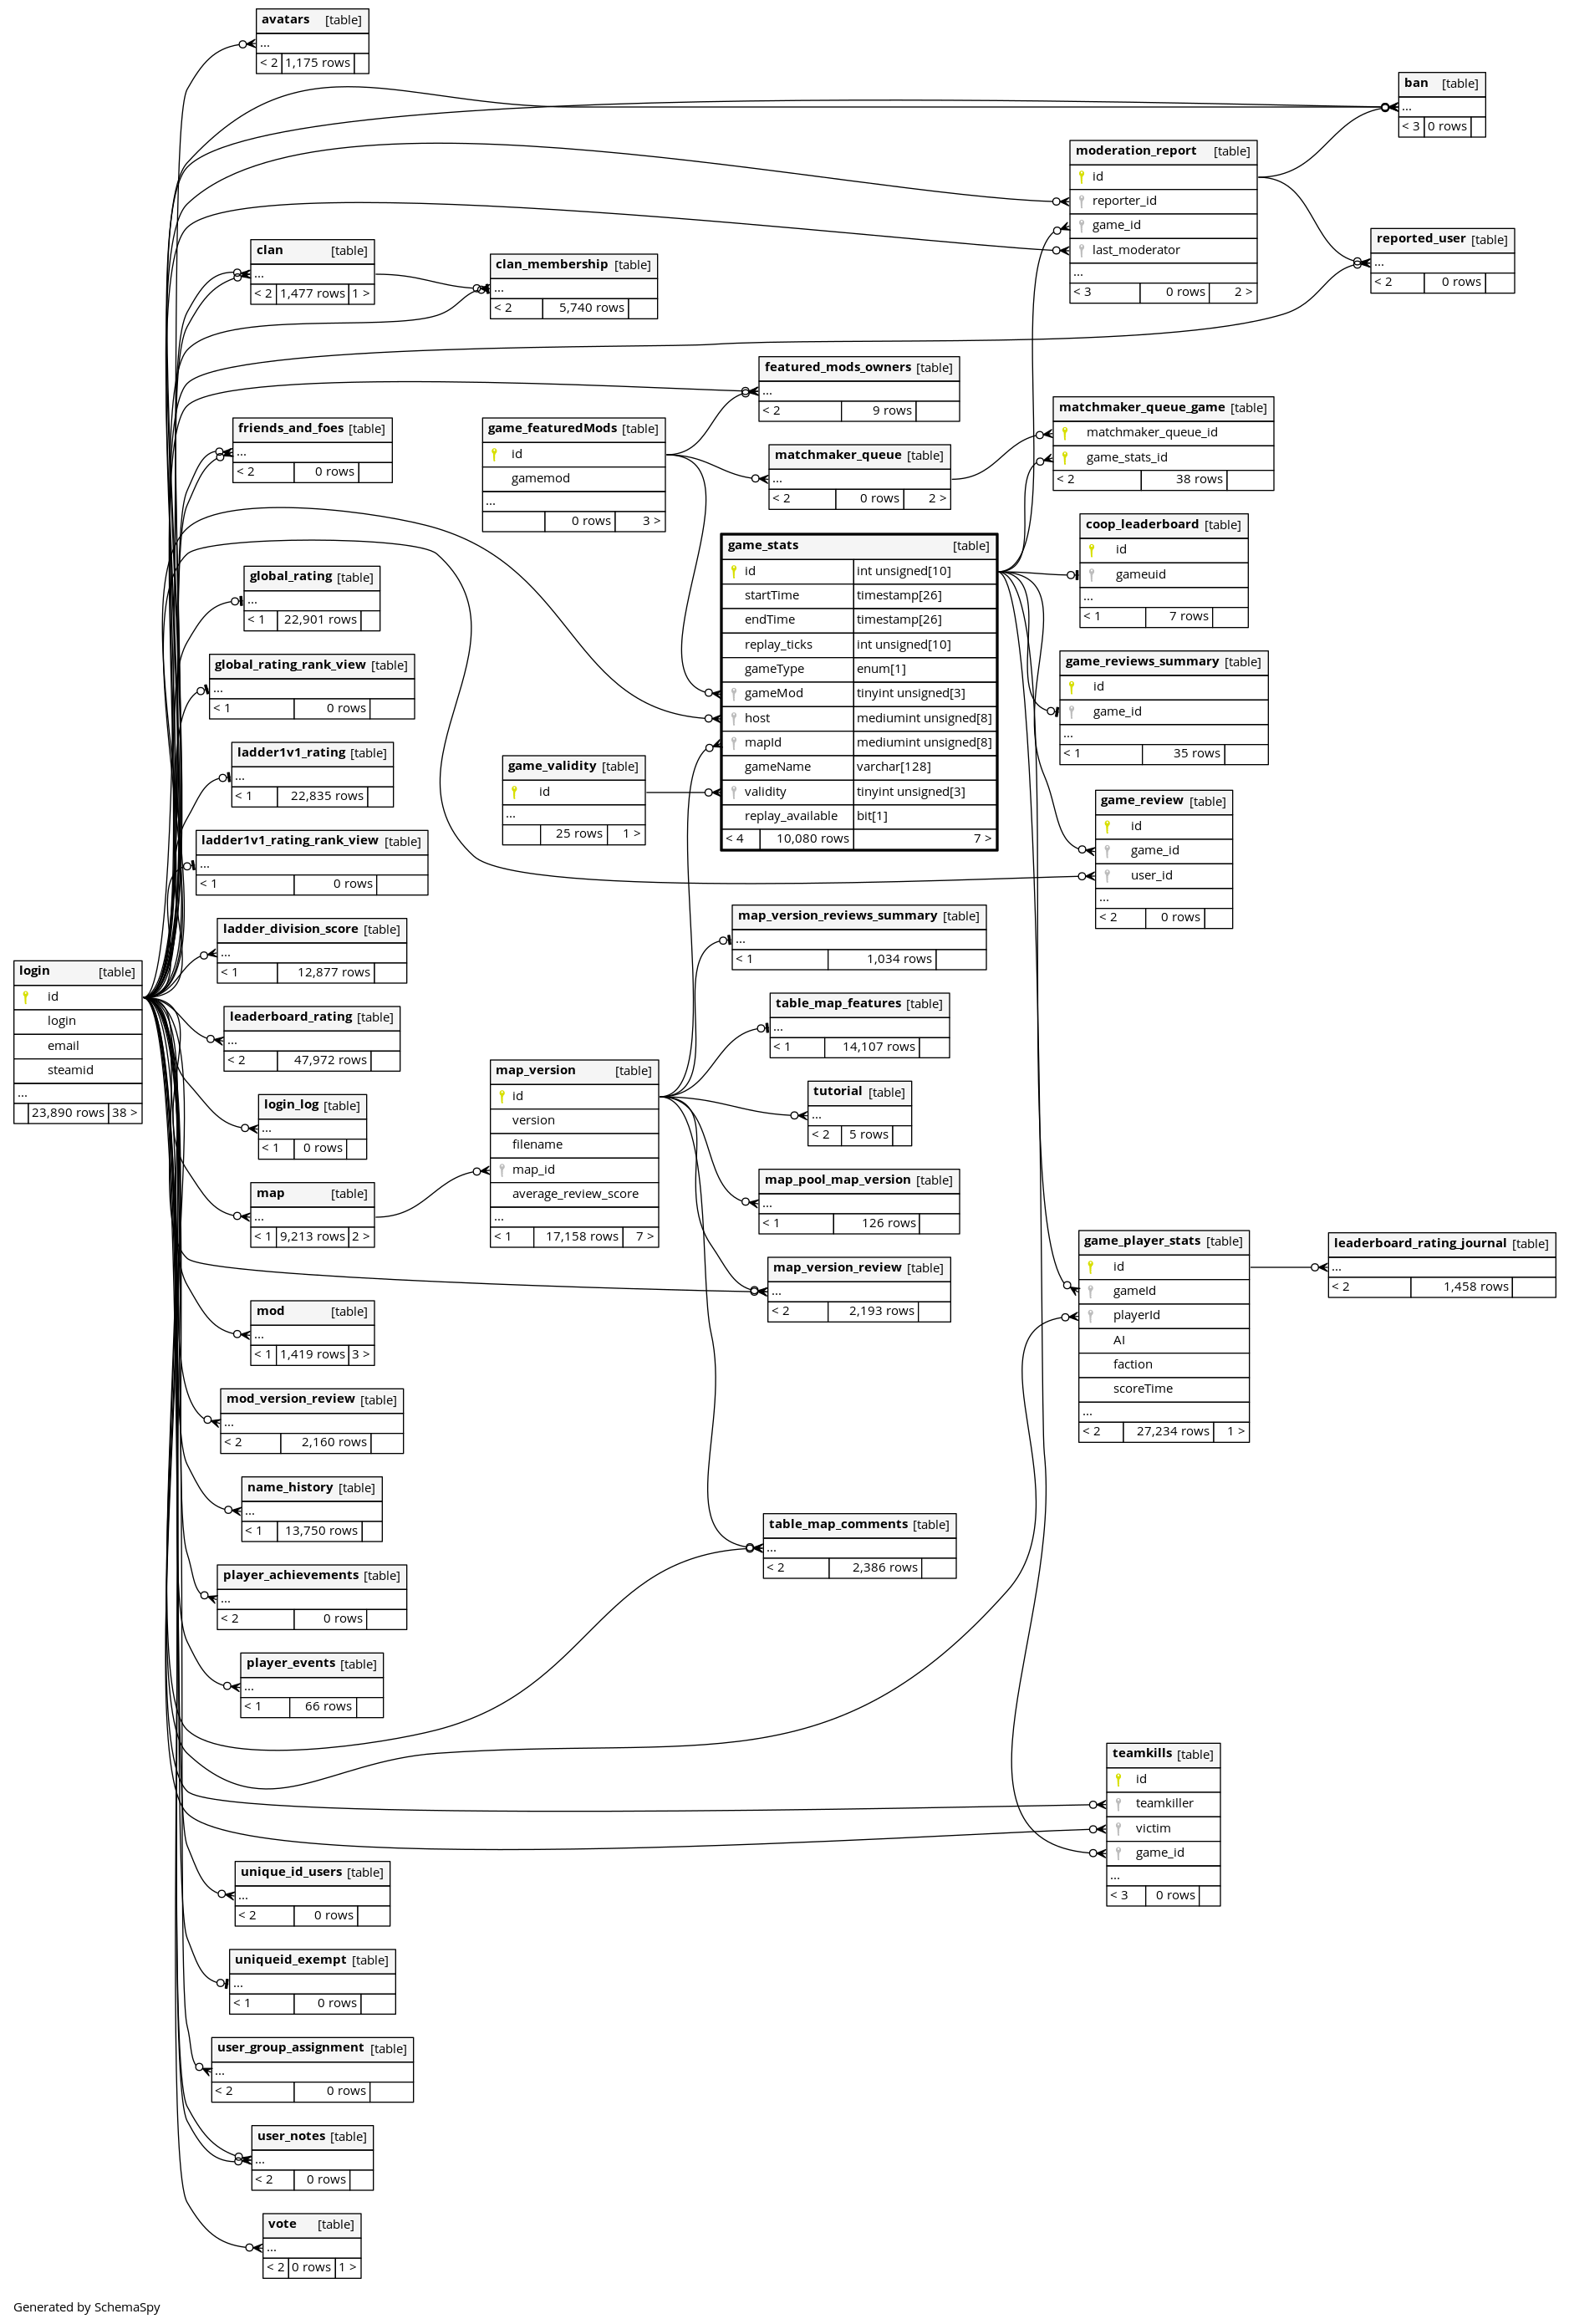 avatars [table]
...
< 2 1,175 rows
ban [table]
...
< 3 0 rows
moderation_report [table]
id
reporter_id
game_id
last_moderator
...
< 3 0 rows 2 >
reported_user [table]
...
< 2 0 rows
clan [table]
...
< 2 1,477 rows 1 >
clan_membership [table]
...
< 2 5,740 rows
featured_mods_owners [table]
...
< 2 9 rows
friends_and_foes [table]
...
< 2 0 rows
game_featuredMods [table]
id
gamemod
...
0 rows 3 >
matchmaker_queue [table]
...
< 2 0 rows 2 >
matchmaker_queue_game [table]
matchmaker_queue_id
game_stats_id
< 2 38 rows
coop_leaderboard [table]
id
gameuid
...
< 1 7 rows
game_stats [table]
id int unsigned[10]
startTime timestamp[26]
endTime timestamp[26]
replay_ticks int unsigned[10]
gameType enum[1]
gameMod tinyint unsigned[3]
host mediumint unsigned[8]
mapId mediumint unsigned[8]
gameName varchar[128]
validity tinyint unsigned[3]
replay_available bit[1]
< 4 10,080 rows 7 >
global_rating [table]
...
< 1 22,901 rows
global_rating_rank_view [table]
...
< 1 0 rows
game_reviews_summary [table]
id
game_id
...
< 1 35 rows
ladder1v1_rating [table]
...
< 1 22,835 rows
game_validity [table]
id
...
25 rows 1 >
game_review [table]
id
game_id
user_id
...
< 2 0 rows
ladder1v1_rating_rank_view [table]
...
< 1 0 rows
map_version_reviews_summary [table]
...
< 1 1,034 rows
ladder_division_score [table]
...
< 1 12,877 rows
login [table]
id
login
email
steamid
...
23,890 rows 38 >
table_map_features [table]
...
< 1 14,107 rows
leaderboard_rating [table]
...
< 2 47,972 rows
map_version [table]
id
version
filename
map_id
average_review_score
...
< 1 17,158 rows 7 >
tutorial [table]
...
< 2 5 rows
login_log [table]
...
< 1 0 rows
map_pool_map_version [table]
...
< 1 126 rows
map [table]
...
< 1 9,213 rows 2 >
game_player_stats [table]
id
gameId
playerId
AI
faction
scoreTime
...
< 2 27,234 rows 1 >
leaderboard_rating_journal [table]
...
< 2 1,458 rows
map_version_review [table]
...
< 2 2,193 rows
mod [table]
...
< 1 1,419 rows 3 >
mod_version_review [table]
...
< 2 2,160 rows
name_history [table]
...
< 1 13,750 rows
table_map_comments [table]
...
< 2 2,386 rows
player_achievements [table]
...
< 2 0 rows
player_events [table]
...
< 1 66 rows
teamkills [table]
id
teamkiller
victim
game_id
...
< 3 0 rows
unique_id_users [table]
...
< 2 0 rows
uniqueid_exempt [table]
...
< 1 0 rows
user_group_assignment [table]
...
< 2 0 rows
user_notes [table]
...
< 2 0 rows
vote [table]
...
< 2 0 rows 1 >
Generated by SchemaSpy